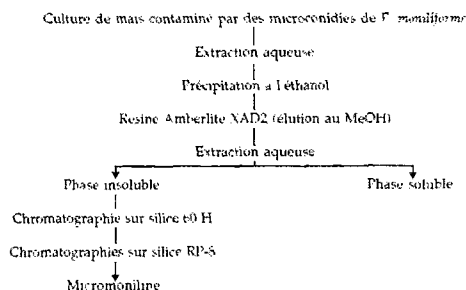 Culture de maïs contaminé par des microconidies de F. moniliforme
Extraction aqueuse
Précipitation à l'éthanol
Resine Amberlite XAD2 (élution au MeOH)
Extraction aqueuse
Phase insoluble
Phase soluble
Chromatographie sur silice 60 H
Chromatographies sur silice RP-8
Micromoniline